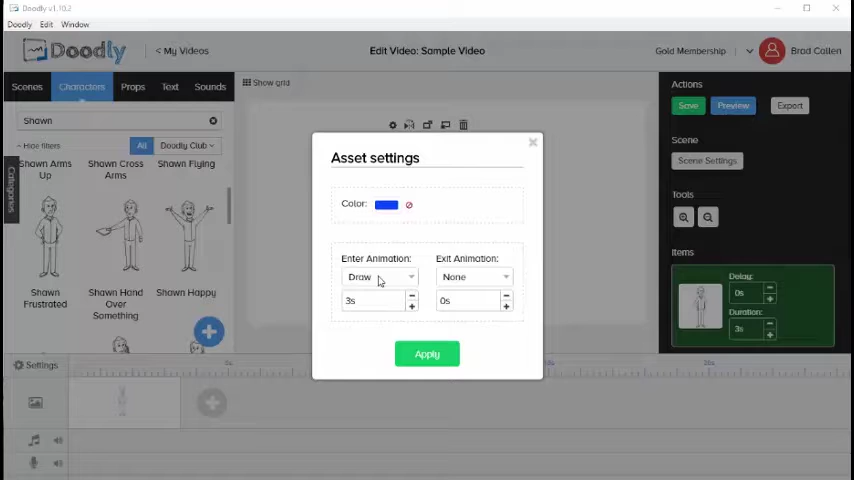 Doodly v1.10.2
Doodly Edit Window
Doodly < My Videos Edit Video: Sample Video Gold Membership Brad Callen
Scenes Characters Props Text Sounds
Show grid
Actions
Save Preview Export
Shawn
Hide filters All Doodly Club
Categories
Shawn Arms Up
Shawn Cross Arms
Shawn Flying
Shawn Frustrated
Shawn Hand Over Something
Shawn Happy
Asset settings
Color:
Enter Animation: Exit Animation:
Draw None
3s 0s
Apply
Scene
Scene Settings
Tools
Items
Delay:
0s
Duration:
3s
Settings